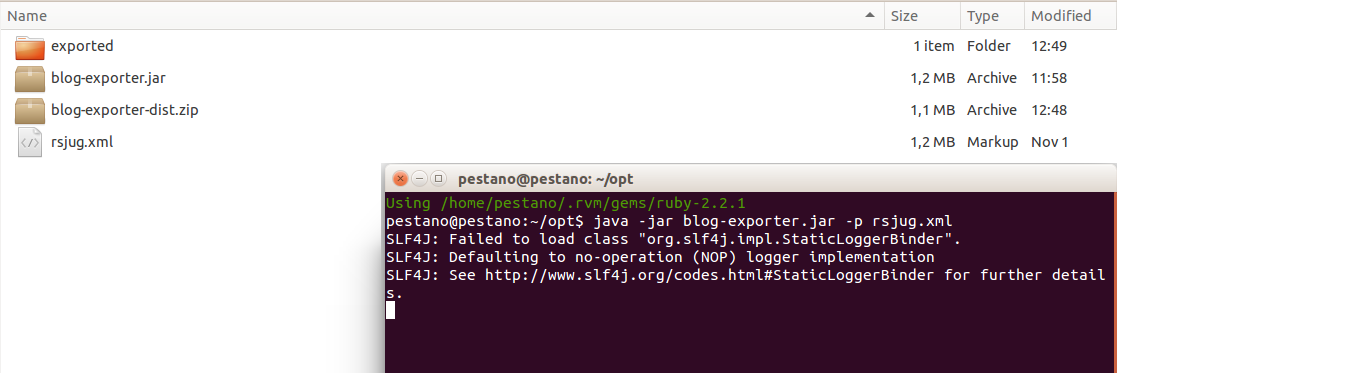 Name Size Type Modified
exported 1 item Folder 12:49
blog-exporter.jar 1,2 MB Archive 11:58
blog-exporter-dist.zip 1,1 MB Archive 12:48
rsjug.xml 1,2 MB Markup Nov 1
pestano@pestano: ~/opt
Using /home/pestano/.rvm/gems/ruby-2.2.1
pestano@pestano:~/opt$ java -jar blog-exporter.jar -p rsjug.xml
SLF4J: Failed to load class "org.slf4j.impl.StaticLoggerBinder".
SLF4J: Defaulting to no-operation (NOP) logger implementation
SLF4J: See http://www.slf4j.org/codes.html#StaticLoggerBinder for further detail
s.